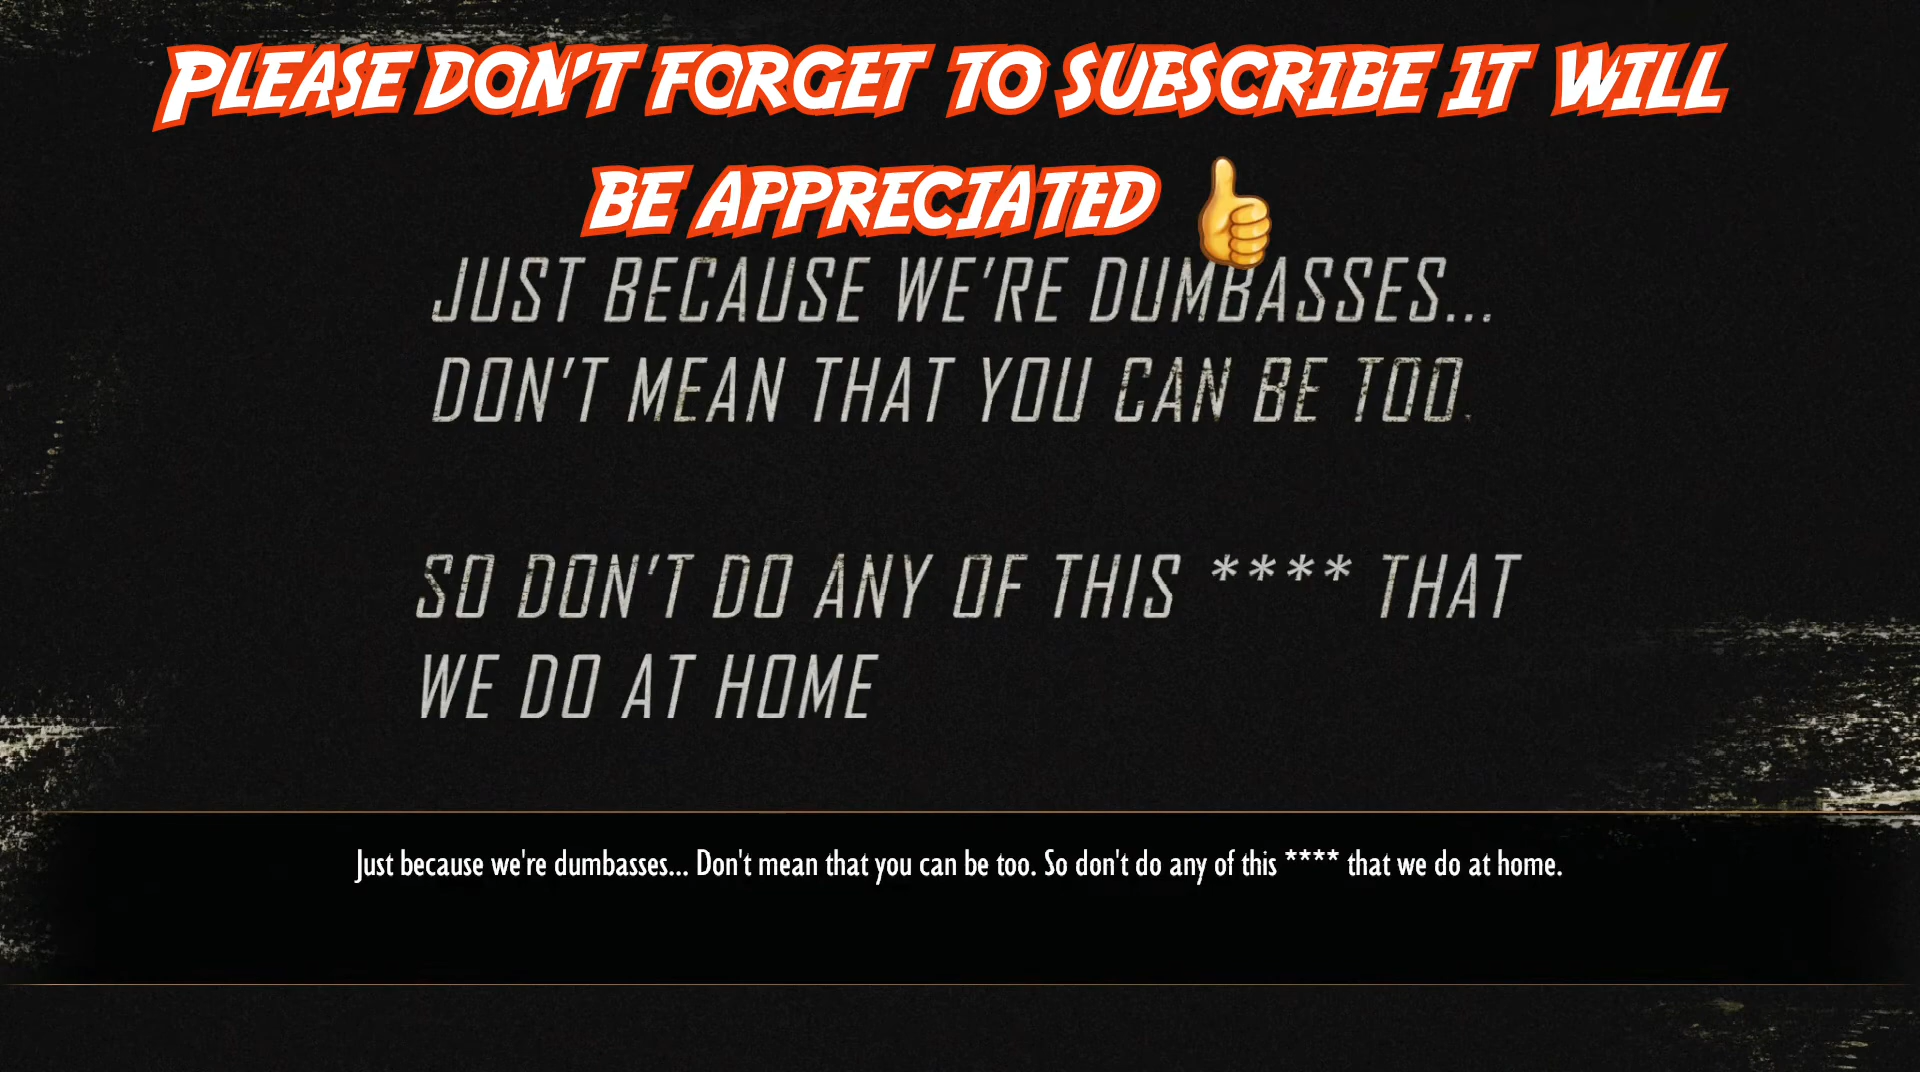 PLEASE DON'T FORGET TO SUBSCRIBE IT WILL
BE APPRECIATED 👍
JUST BECAUSE WE'RE DUMBASSES...
DON'T MEAN THAT YOU CAN BE TOO.
SO DON'T DO ANY OF THIS **** THAT
WE DO AT HOME
Just because we're dumbasses... Don't mean that you can be too. So don't do any of this **** that we do at home.